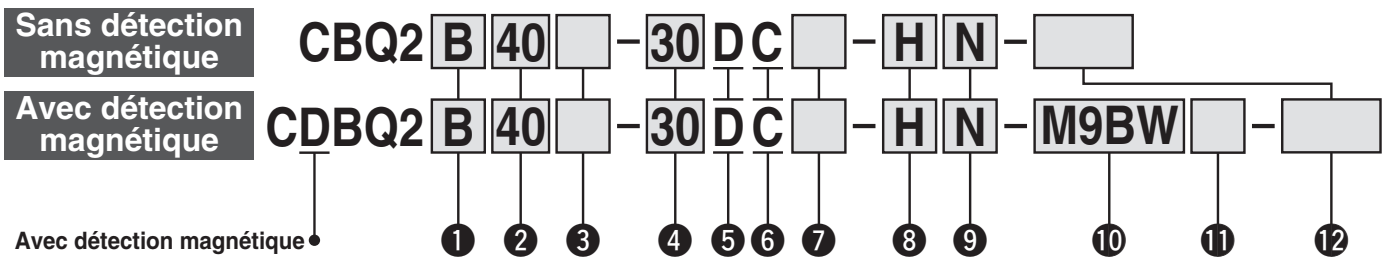 Sans détection
magnétique
CBQ2 B 40 – 30 D C – H N –
Avec détection
magnétique
CDBQ2 B 40 – 30 D C – H N – M9BW –
Avec détection magnétique
❶ ❷ ❸ ❹ ❺ ❻ ❼ ❽ ❾ ❿ ⓫ ⓬